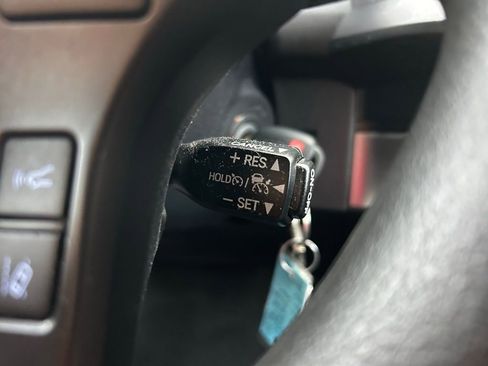 CANCEL
+ RES ▲
HOLD /
− SET ▼
ON-OFF